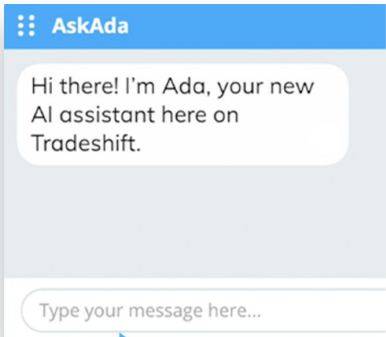 AskAda
Hi there! I'm Ada, your new
AI assistant here on
Tradeshift.
Type your message here...